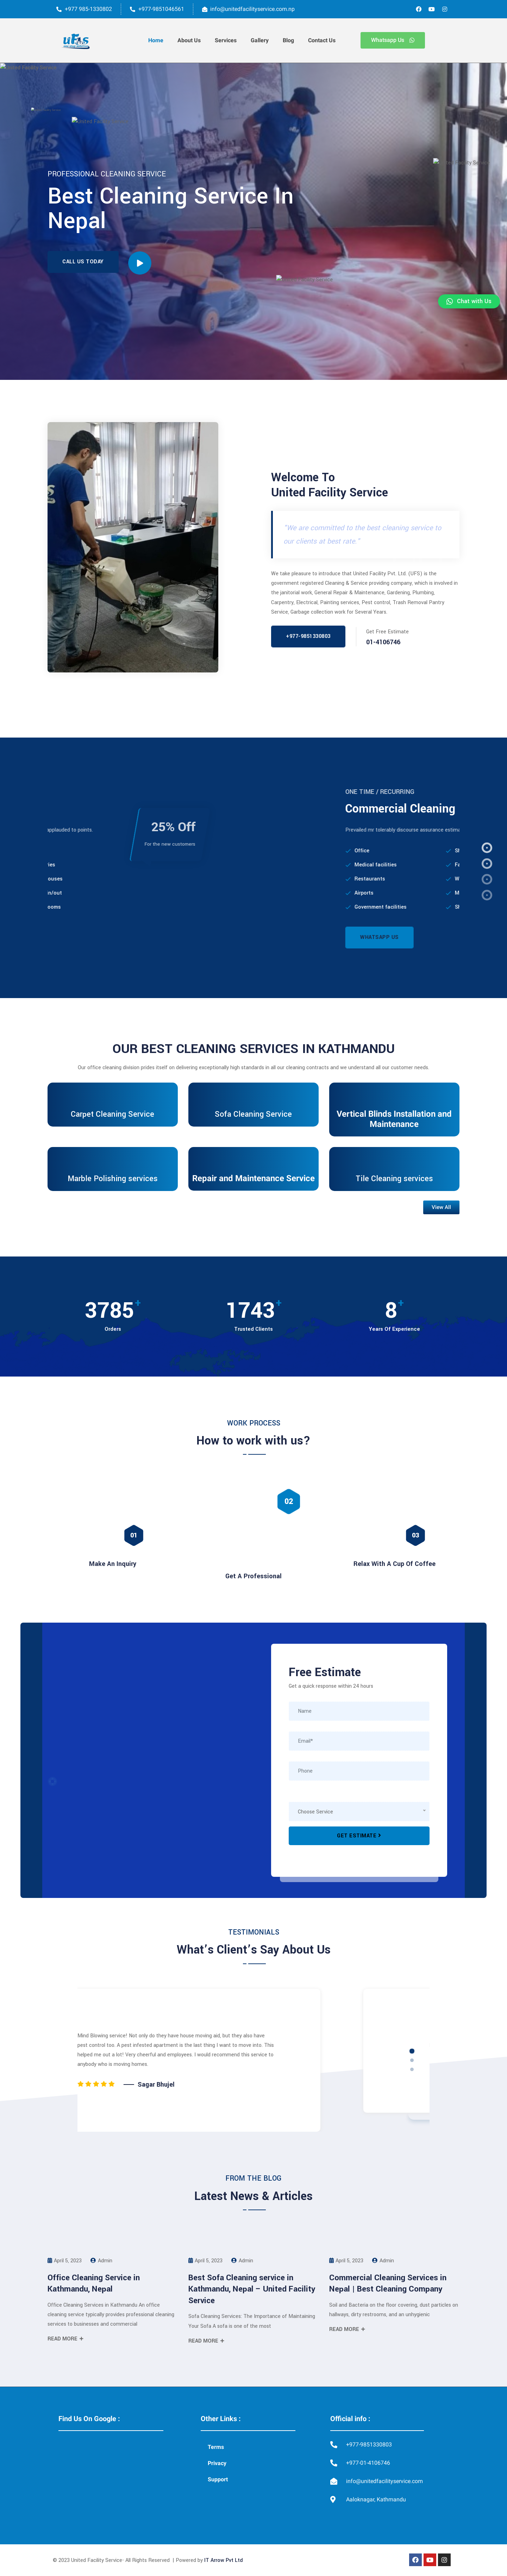 +977 985-1330802
+977-9851046561
info@unitedfacilityservice.com.np
UFS
Home
About Us
Services
Gallery
Blog
Contact Us
Whatsapp Us
PROFESSIONAL CLEANING SERVICE
Best Cleaning Service In
Nepal
CALL US TODAY
Chat with Us
Welcome To
United Facility Service
"We are committed to the best cleaning service to
our clients at best rate."
We take pleasure to introduce that United Facility Pvt. Ltd. (UFS) is the
government registered Cleaning & Service providing company, which is involved in
the janitorial work, General Repair & Maintenance, Gardening, Plumbing,
Carpentry, Electrical, Painting services, Pest control, Trash Removal Pantry
Service, Garbage collection work for Several Years .
+977-9851330803
Get Free Estimate
01-4106746
applauded to points.
25% Off
For the new customers
ONE TIME / RECURRING
Commercial Cleaning
Prevailed mr tolerably discourse assurance estima
Office
Medical facilities
Restaurants
Airports
Government facilities
WHATSAPP US
OUR BEST CLEANING SERVICES IN KATHMANDU
Our office cleaning division prides itself on delivering exceptionally high standards in all our cleaning contracts and we understand all our customer needs.
Carpet Cleaning Service
Sofa Cleaning Service
Vertical Blinds Installation and
Maintenance
Marble Polishing services
Repair and Maintenance Service
Tile Cleaning services
View All
3785+
Orders
1743+
Trusted Clients
8+
Years Of Experience
WORK PROCESS
How to work with us?
01
Make An Inquiry
02
Get A Professional
03
Relax With A Cup Of Coffee
Free Estimate
Get a quick response within 24 hours
Name
Email*
Phone
Choose Service
GET ESTIMATE
TESTIMONIALS
What's Client's Say About Us
Mind Blowing service! Not only do they have house moving apart, but they also have
pest control too. A pest infested apartment is the last thing I want to move into. This
helped me out a lot! Very cheerful and employees. I would recommend this service to
anybody who is moving homes.
Sagar Bhujel
FROM THE BLOG
Latest News & Articles
April 5, 2023
Admin
Office Cleaning Service in
Kathmandu, Nepal
Office Cleaning Services in Kathmandu An office
cleaning service typically provides professional cleaning
services to businesses and commercial
READ MORE
April 5, 2023
Admin
Best Sofa Cleaning service in
Kathmandu, Nepal – United Facility
Service
Sofa Cleaning Services: The Importance of Maintaining
Your Sofa A sofa is one of the most
READ MORE
April 5, 2023
Admin
Commercial Cleaning Services in
Nepal | Best Cleaning Company
Soil and Bacteria on the floor covering, dust particles on
hallways, dirty restrooms, and an unhygienic
READ MORE
Find Us On Google :
Other Links :
Terms
Privacy
Support
Official info :
+977-9851330803
+977-01-4106746
info@unitedfacilityservice.com
Aaloknagar, Kathmandu
© 2023 United Facility Service· All Rights Reserved | Powered by IT Arrow Pvt Ltd